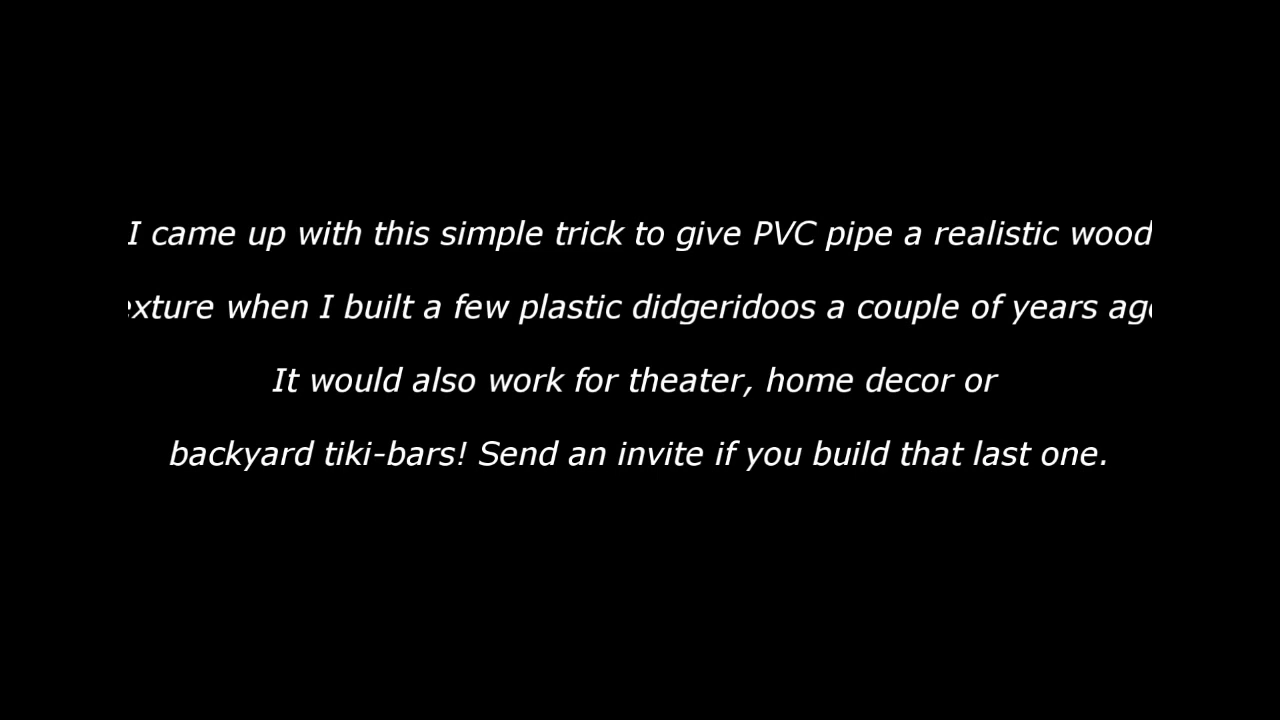 I came up with this simple trick to give PVC pipe a realistic wood
exture when I built a few plastic didgeridoos a couple of years ago
It would also work for theater, home decor or
backyard tiki-bars! Send an invite if you build that last one.